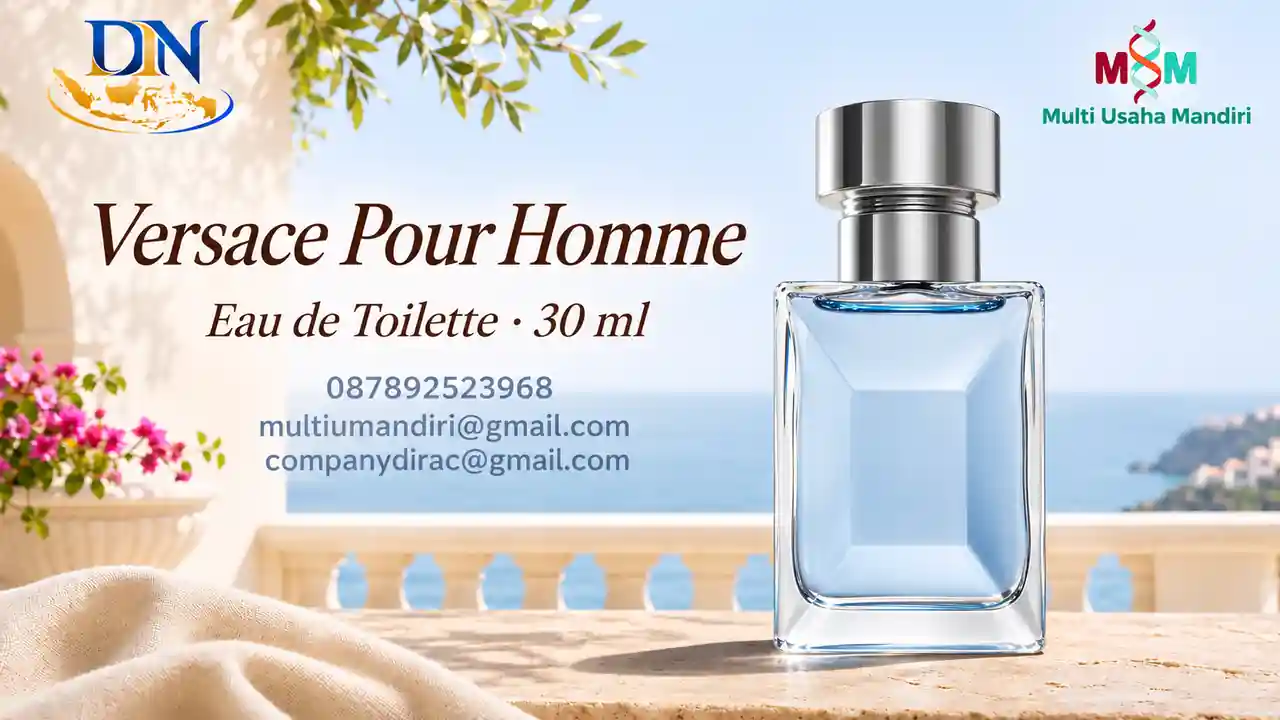 DIN
MSM
Multi Usaha Mandiri
Versace Pour Homme
Eau de Toilette · 30 ml
087892523968
multiumandiri@gmail.com
companydirac@gmail.com